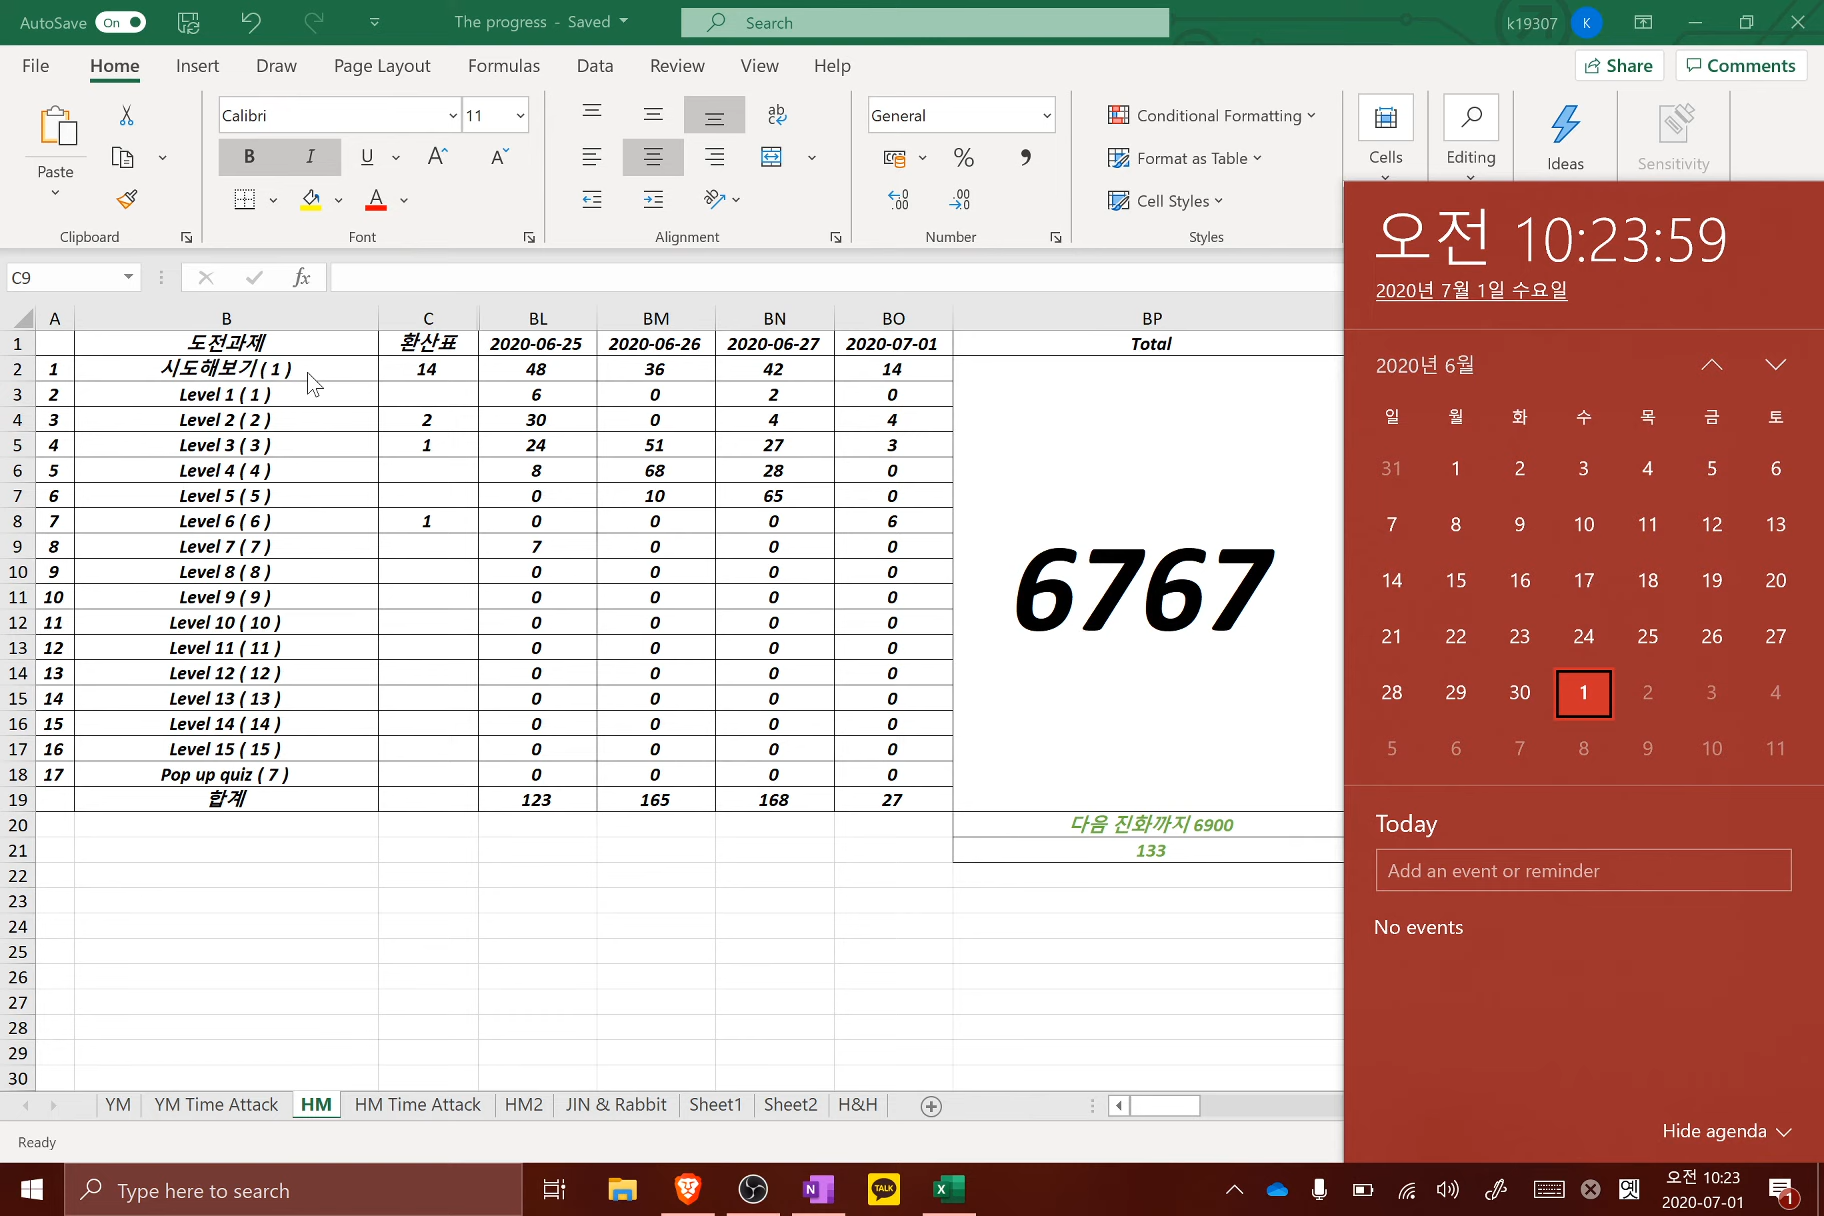 AutoSave On The progress - Saved Search k19307 K
File Home Insert Draw Page Layout Formulas Data Review View Help Share Comments
Paste
Calibri 11
B I U A A
A
ab
General
% 9
.00
Conditional Formatting
Format as Table
Cell Styles
Cells Editing Ideas Sensitivity
Clipboard Font Alignment Number Styles
C9 fx
A B C BL BM BN BO BP
1 도전과제 환산표 2020-06-25 2020-06-26 2020-06-27 2020-07-01 Total
2 1 시도해보기 ( 1 ) 14 48 36 42 14
3 2 Level 1 ( 1 ) 6 0 2 0
4 3 Level 2 ( 2 ) 2 30 0 4 4
5 4 Level 3 ( 3 ) 1 24 51 27 3
6 5 Level 4 ( 4 ) 8 68 28 0
7 6 Level 5 ( 5 ) 0 10 65 0
8 7 Level 6 ( 6 ) 1 0 0 0 6
9 8 Level 7 ( 7 ) 7 0 0 0
10 9 Level 8 ( 8 ) 0 0 0 0
11 10 Level 9 ( 9 ) 0 0 0 0
12 11 Level 10 ( 10 ) 0 0 0 0
13 12 Level 11 ( 11 ) 0 0 0 0
14 13 Level 12 ( 12 ) 0 0 0 0
15 14 Level 13 ( 13 ) 0 0 0 0
16 15 Level 14 ( 14 ) 0 0 0 0
17 16 Level 15 ( 15 ) 0 0 0 0
18 17 Pop up quiz ( 7 ) 0 0 0 0
19 합계 123 165 168 27
6767
20 다음 진화까지 6900
21 133
22
23
24
25
26
27
28
29
30
YM YM Time Attack HM HM Time Attack HM2 JIN & Rabbit Sheet1 Sheet2 H&H
Ready
오전 10:23:59
2020년 7월 1일 수요일
2020년 6월
일 월 화 수 목 금 토
31 1 2 3 4 5 6
7 8 9 10 11 12 13
14 15 16 17 18 19 20
21 22 23 24 25 26 27
28 29 30 1 2 3 4
5 6 7 8 9 10 11
Today
Add an event or reminder
No events
Hide agenda
Type here to search N TALK X 오전 10:23
2020-07-01 1